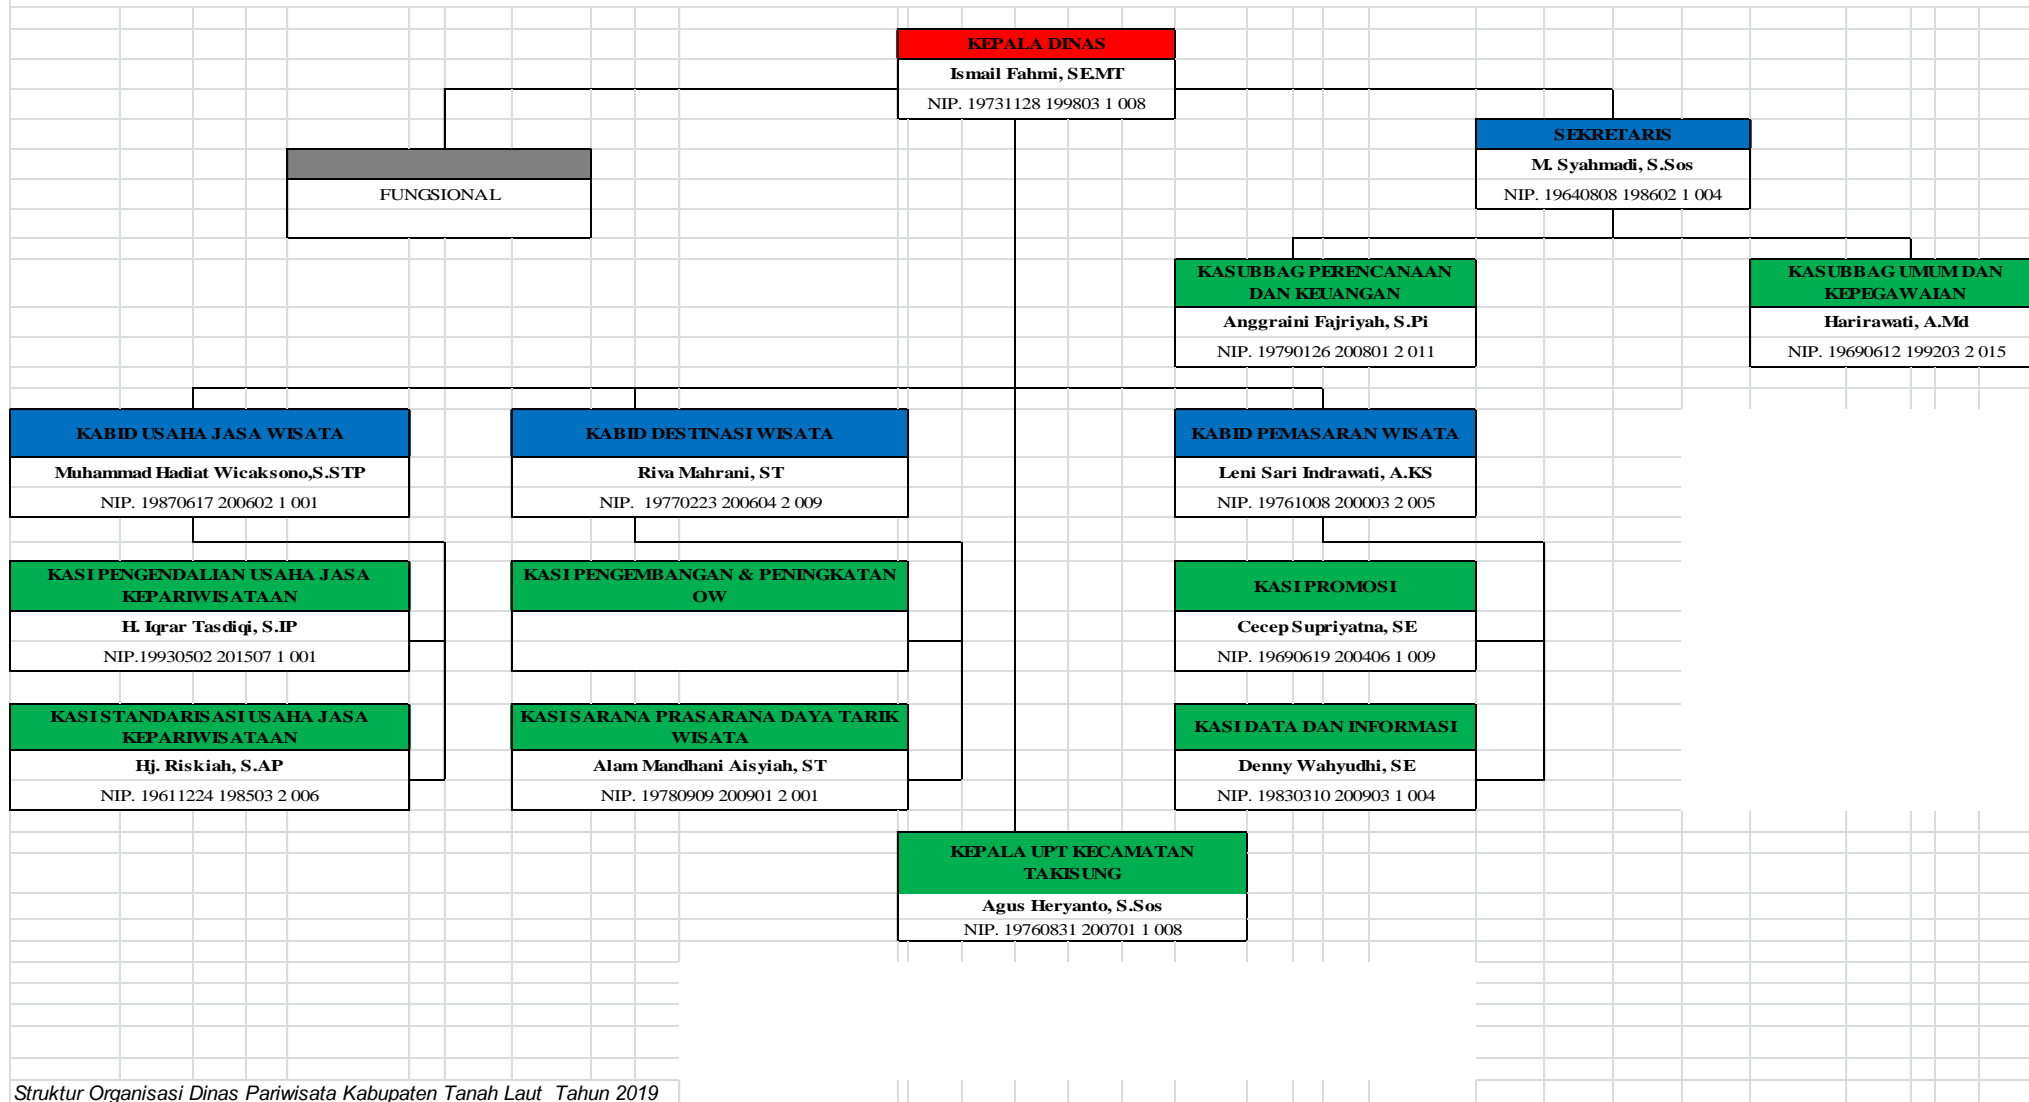 KEPALA DINAS
Ismail Fahmi, SE.MT
NIP. 19731128 199803 1 008
SEKRETARIS
M. Syahmadi, S.Sos
NIP. 19640808 198602 1 004
FUNGSIONAL
KASUBBAG PERENCANAAN
DAN KEUANGAN
Anggraini Fajriyah, S.Pi
NIP. 19790126 200801 2 011
KASUBBAG UMUM DAN
KEPEGAWAIAN
Harirawati, A.Md
NIP. 19690612 199203 2 015
KABID USAHA JASA WISATA
Muhammad Hadiat Wicaksono,S.STP
NIP. 19870617 200602 1 001
KABID DESTINASI WISATA
Riva Mahrani, ST
NIP. 19770223 200604 2 009
KABID PEMASARAN WISATA
Leni Sari Indrawati, A.KS
NIP. 19761008 200003 2 005
KASI PENGENDALIAN USAHA JASA
KEPARIWISATAAN
H. Iqrar Tasdiqi, S.IP
NIP.19930502 201507 1 001
KASI PENGEMBANGAN & PENINGKATAN
OW
KASI PROMOSI
Cecep Supriyatna, SE
NIP. 19690619 200406 1 009
KASI STANDARISASI USAHA JASA
KEPARIWISATAAN
Hj. Riskiah, S.AP
NIP. 19611224 198503 2 006
KASI SARANA PRASARANA DAYA TARIK
WISATA
Alam Mandhani Aisyiah, ST
NIP. 19780909 200901 2 001
KASI DATA DAN INFORMASI
Denny Wahyudhi, SE
NIP. 19830310 200903 1 004
KEPALA UPT KECAMATAN
TAKISUNG
Agus Heryanto, S.Sos
NIP. 19760831 200701 1 008
Struktur Organisasi Dinas Pariwisata Kabupaten Tanah Laut Tahun 2019